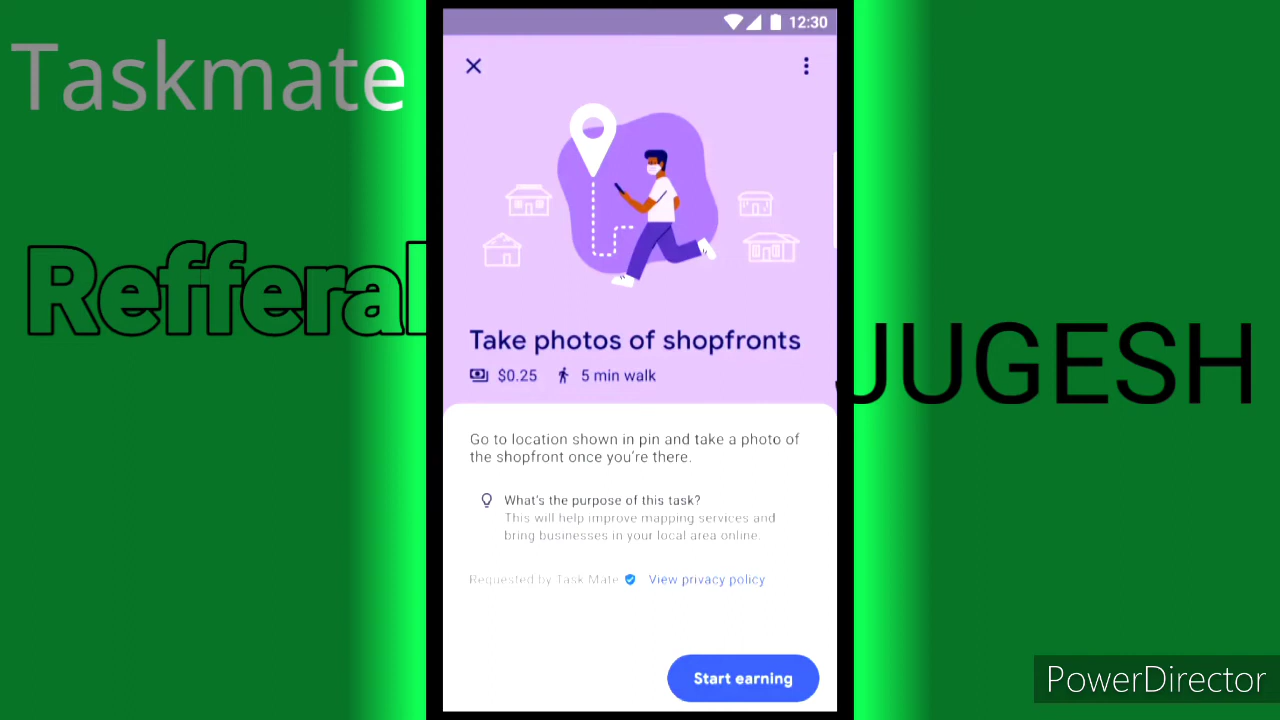 Taskmate
Refferal
JUGESH
12:30
Take photos of shopfronts
$0.25 5 min walk
Go to location shown in pin and take a photo of
the shopfront once you're there.
What's the purpose of this task?
This will help improve mapping services and
bring businesses in your local area online.
Requested by Task Mate View privacy policy
Start earning
PowerDirector